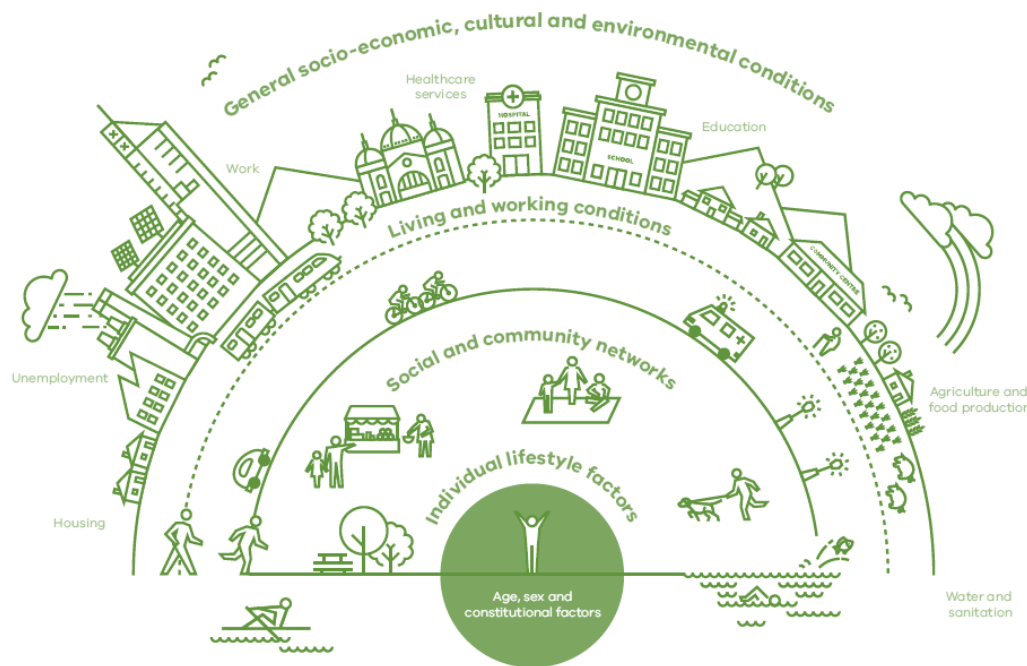 General socio-economic, cultural and environmental conditions
Healthcare
services
HOSPITAL
Education
SCHOOL
Work
Living and working conditions
COMMUNITY CENTRE
Social and community networks
Unemployment
Agriculture and
food production
Individual lifestyle factors
Housing
Age, sex and
constitutional factors
Water and
sanitation